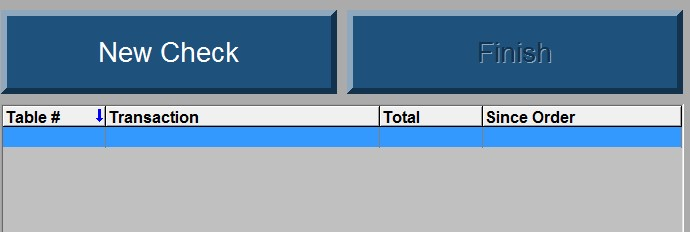 New Check
Finish
Table # Transaction Total Since Order